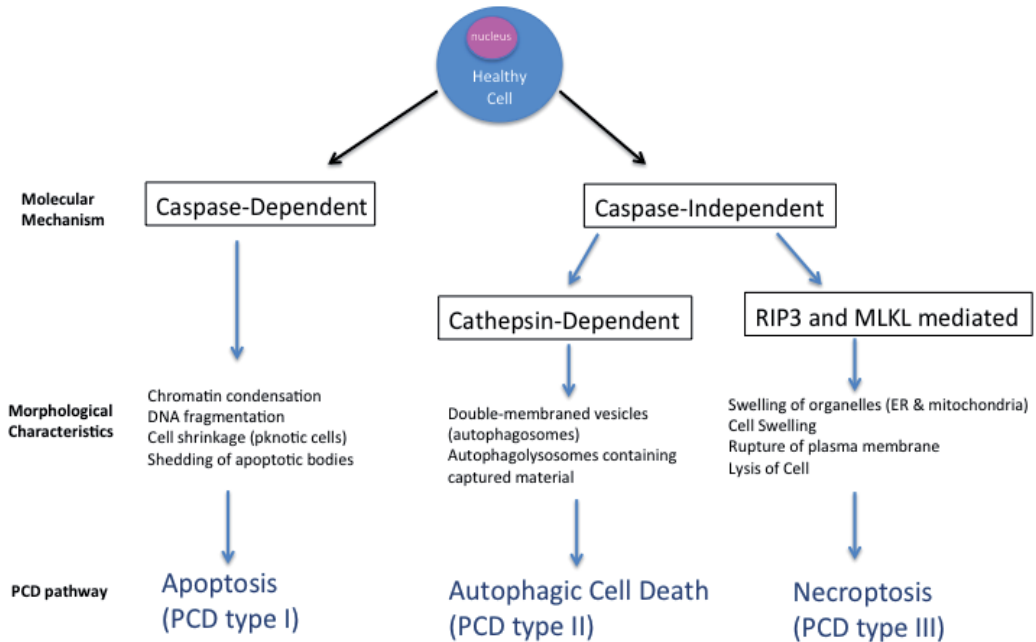 nucleus
Healthy
Cell
Molecular
Mechanism
Caspase-Dependent
Caspase-Independent
Cathepsin-Dependent
RIP3 and MLKL mediated
Morphological
Characteristics
Chromatin condensation
DNA fragmentation
Cell shrinkage (pknotic cells)
Shedding of apoptotic bodies
Double-membraned vesicles
(autophagosomes)
Autophagolysosomes containing
captured material
Swelling of organelles (ER & mitochondria)
Cell Swelling
Rupture of plasma membrane
Lysis of Cell
PCD pathway
Apoptosis
(PCD type I)
Autophagic Cell Death
(PCD type II)
Necroptosis
(PCD type III)